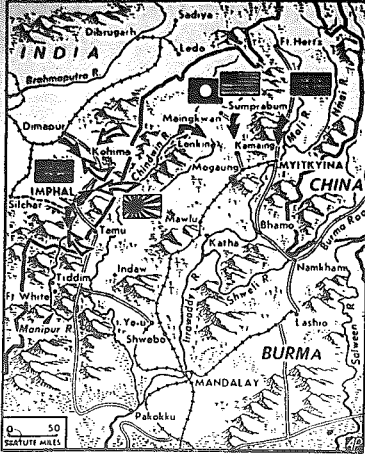 Sadiya
Dibrugarh
INDIA
Ledo
Ft. Hertz
Brahmaputra R.
Sumprabum
Mali R.
Nmai R.
Dimapur
Maingkwan
Kohima
Chindwin R.
Lonkin
Kamaing
Mogaung
MYITKYINA
IMPHAL
CHINA
Silchar
Mawlu
Bhamo
Burma Road
Tamu
Katha
Tiddim
Indaw
Irrawaddy R.
Shweli R.
Namkham
Ft White
Manipur R.
Ye-u
Shwebo
Lashio
Salween R.
BURMA
MANDALAY
Pakokku
0 50
STATUTE MILES